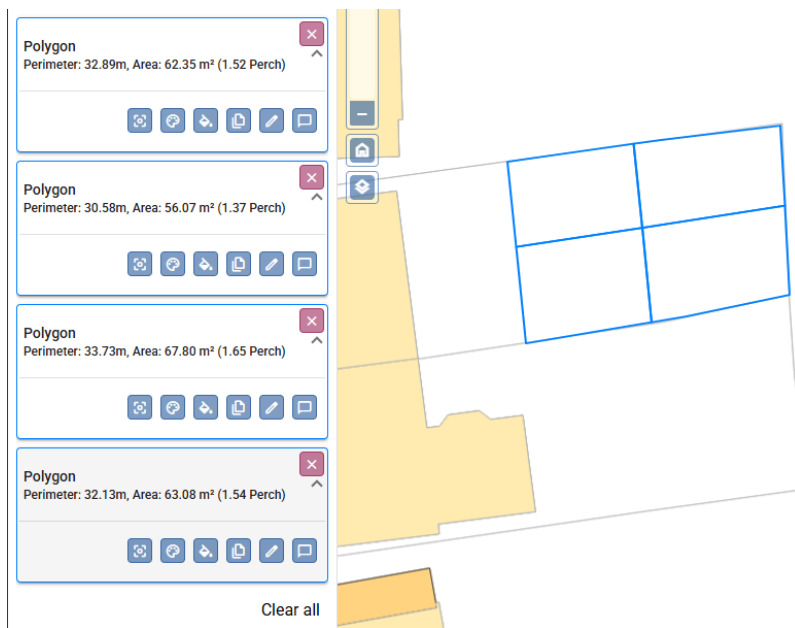 Polygon
Perimeter: 32.89m, Area: 62.35 m² (1.52 Perch)
Polygon
Perimeter: 30.58m, Area: 56.07 m² (1.37 Perch)
Polygon
Perimeter: 33.73m, Area: 67.80 m² (1.65 Perch)
Polygon
Perimeter: 32.13m, Area: 63.08 m² (1.54 Perch)
Clear all